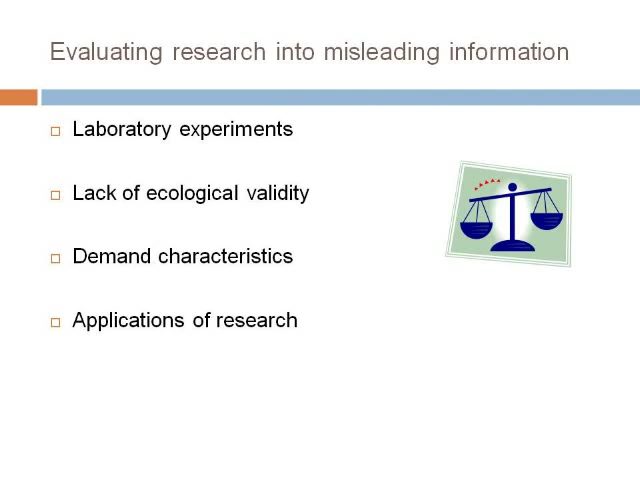 Evaluating research into misleading information
Laboratory experiments
Lack of ecological validity
Demand characteristics
Applications of research